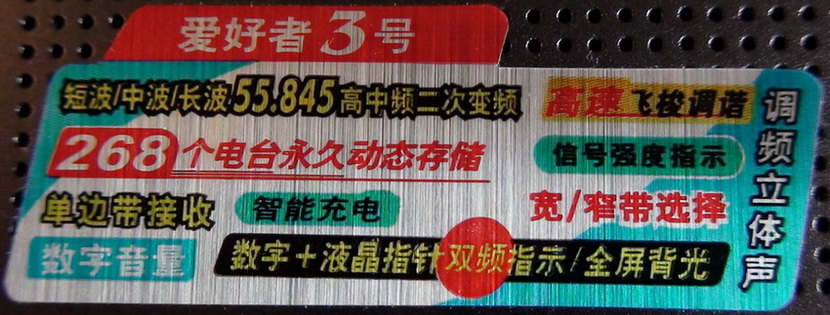 爱好者3号
短波/中波/长波55.845高中频二次变频
高速飞梭调谐
268个电台永久动态存储
信号强度指示
单边带接收
智能充电
宽/窄带选择
数字音量
数字+液晶指针双频指示/全屏背光
调频立体声